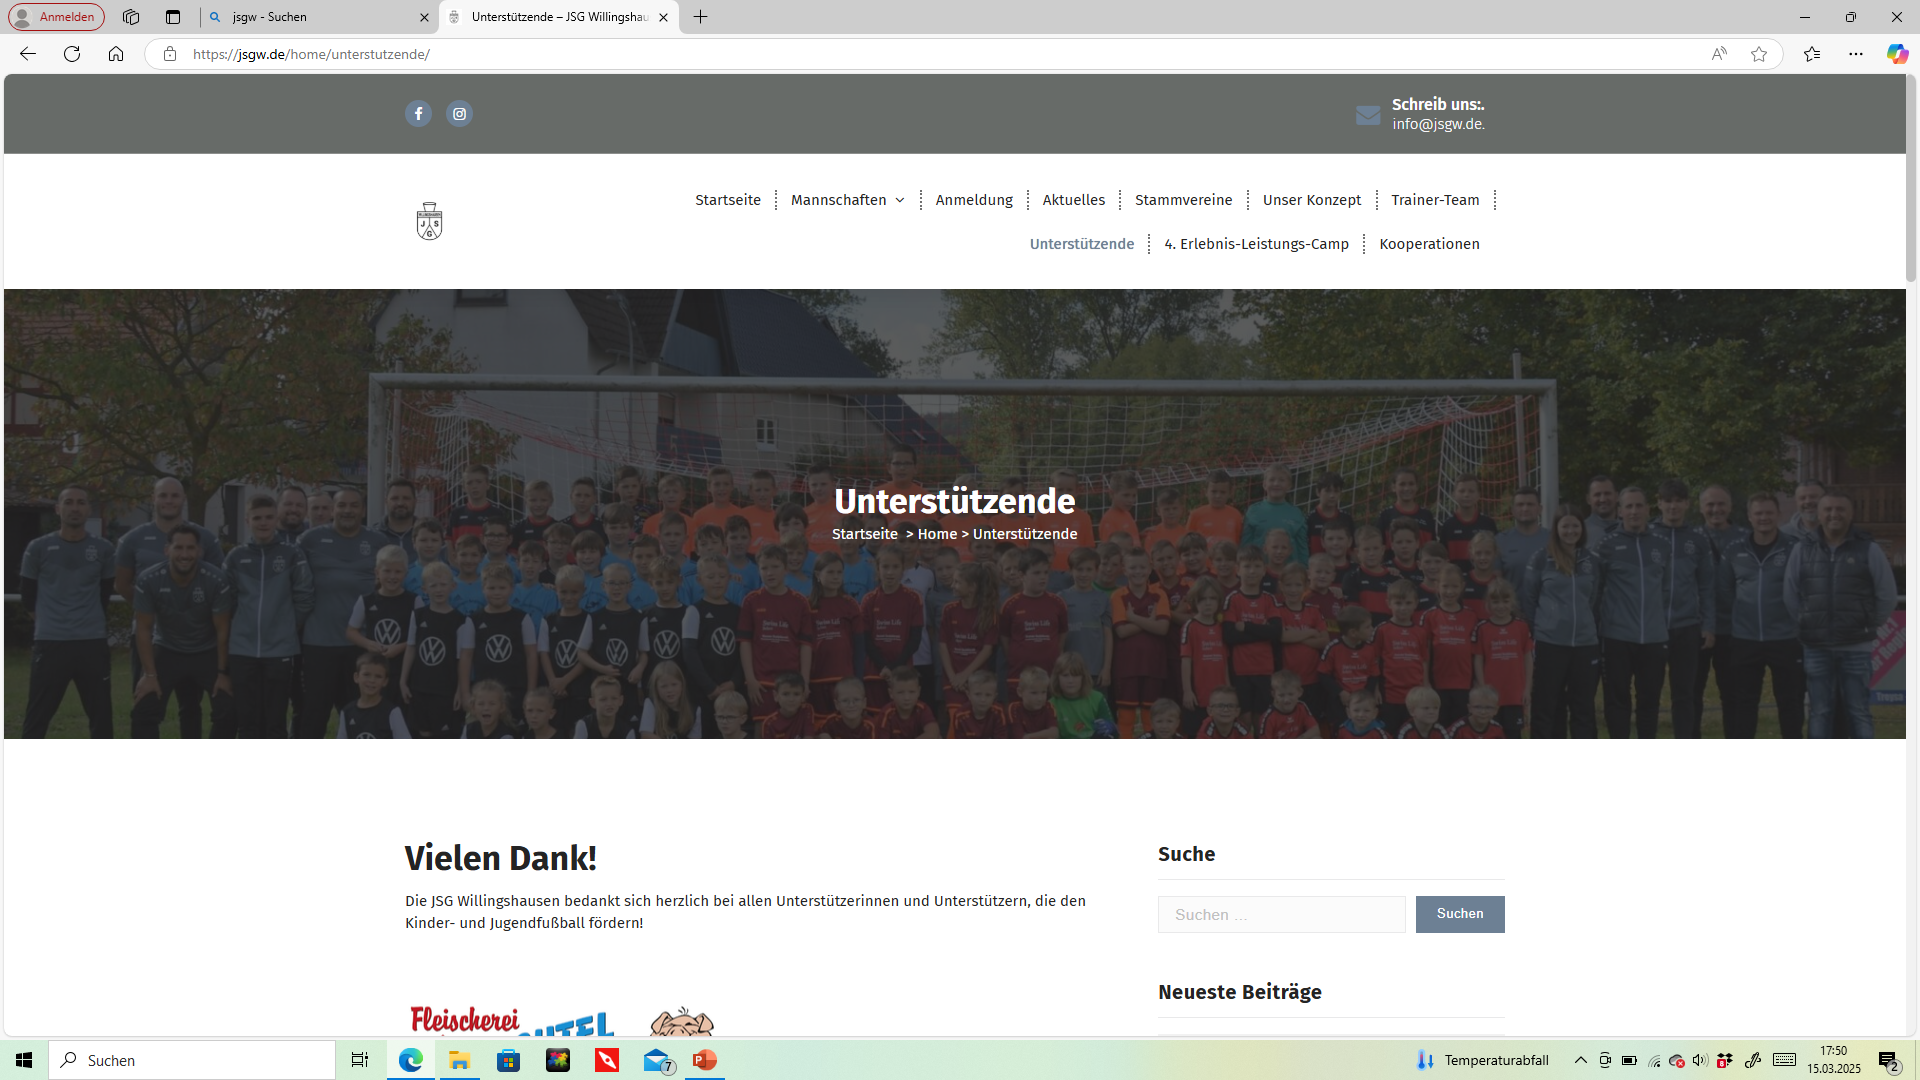 Anmelden
jsgw - Suchen
Unterstützende – JSG Willingshau
https://jsgw.de/home/unterstutzende/
Schreib uns:.
info@jsgw.de.
JSG
Startseite
Mannschaften
Anmeldung
Aktuelles
Stammvereine
Unser Konzept
Trainer-Team
Unterstützende
4. Erlebnis-Leistungs-Camp
Kooperationen
Unterstützende
Startseite > Home > Unterstützende
Vielen Dank!
Die JSG Willingshausen bedankt sich herzlich bei allen Unterstützerinnen und Unterstützern, die den
Kinder- und Jugendfußball fördern!
Fleischerei
Suche
Suchen …
Suchen
Neueste Beiträge
Suchen
7
Temperaturabfall
17:50
15.03.2025
2